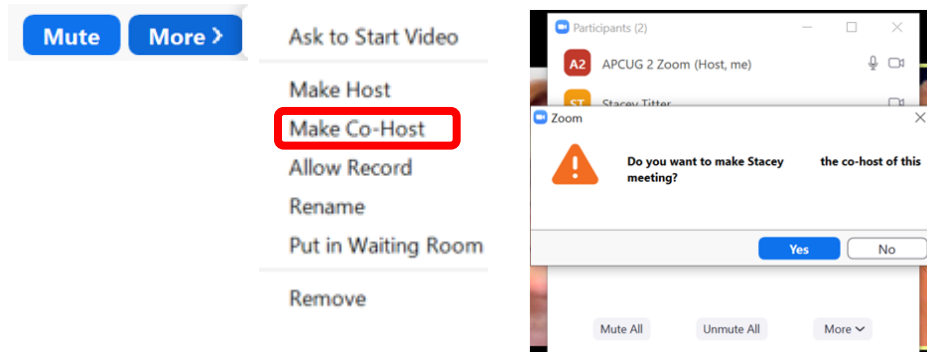 Mute
More >
Ask to Start Video
Make Host
Make Co-Host
Allow Record
Rename
Put in Waiting Room
Remove
Participants (2)
A2 APCUG 2 Zoom (Host, me)
ST Stacey Titter
Zoom
Do you want to make Stacey the co-host of this
meeting?
Yes
No
Mute All
Unmute All
More